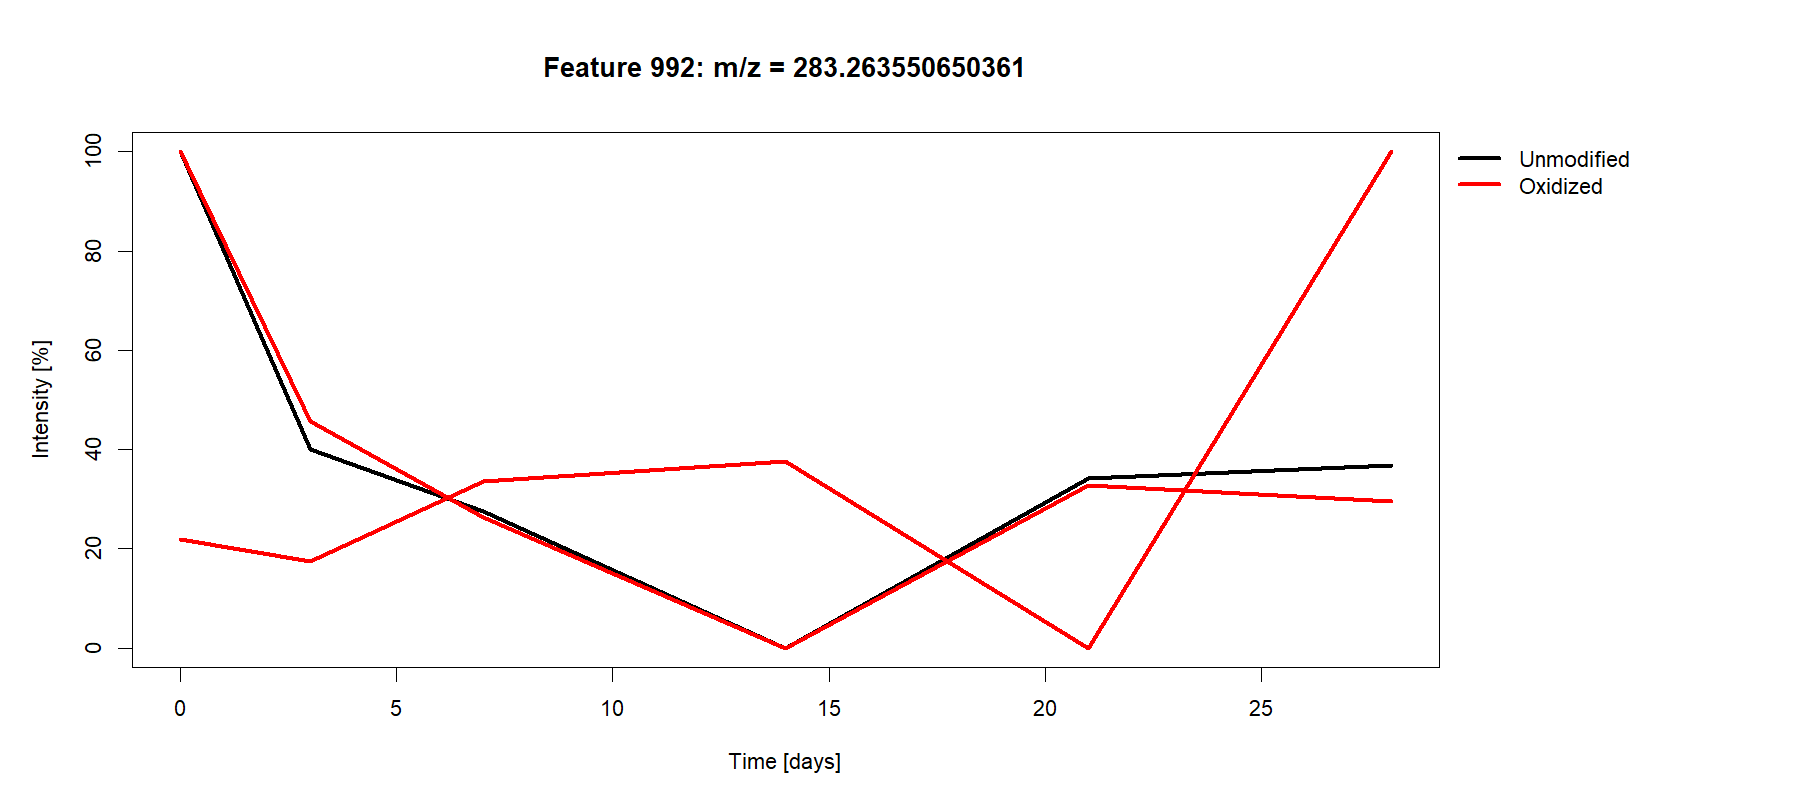 Feature 992: m/z = 283.263550650361
Unmodified
Oxidized
Intensity [%]
100
80
60
40
20
0
0 5 10 15 20 25
Time [days]